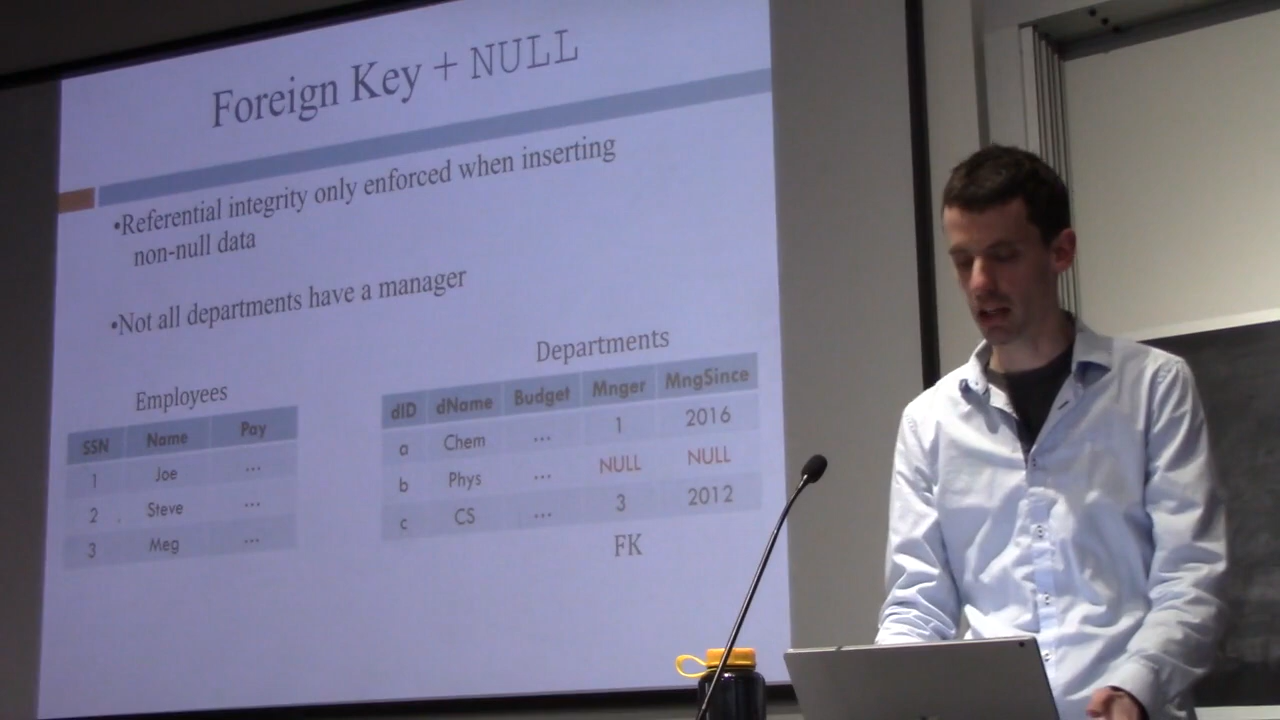 Foreign Key + NULL
•Referential integrity only enforced when inserting
non-null data
•Not all departments have a manager
Employees
SSN Name Pay
1 Joe ...
2 Steve ...
3 Meg ...
Departments
dID dName Budget Mnger MngSince
a Chem ... 1 2016
b Phys ... NULL NULL
c CS ... 3 2012
FK